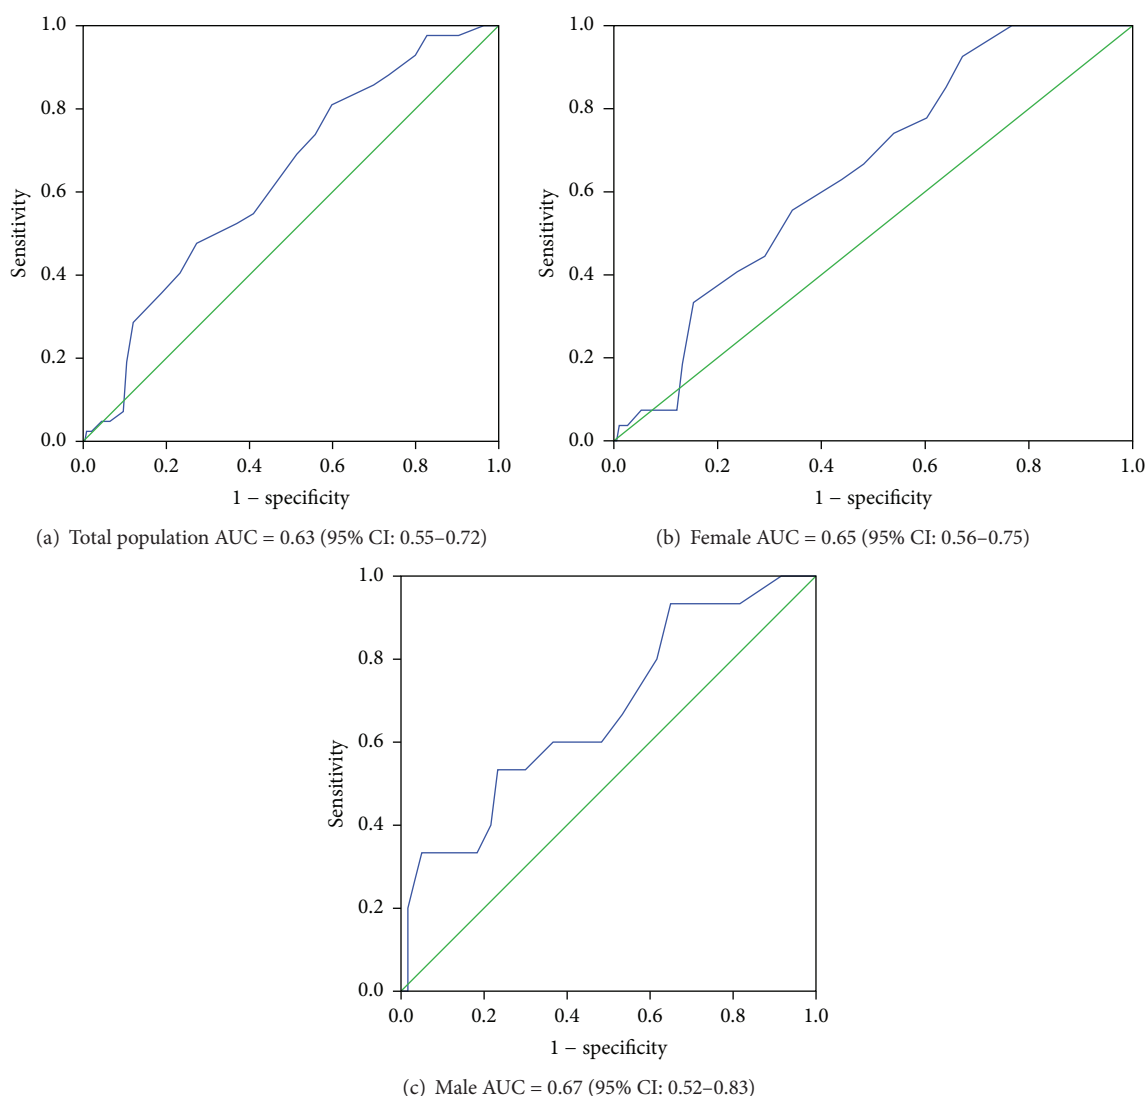 1.0
0.8
0.6
0.4
0.2
0.0
Sensitivity
0.0 0.2 0.4 0.6 0.8 1.0
1 − specificity
(a) Total population AUC = 0.63 (95% CI: 0.55–0.72)
1.0
0.8
0.6
0.4
0.2
0.0
Sensitivity
0.0 0.2 0.4 0.6 0.8 1.0
1 − specificity
(b) Female AUC = 0.65 (95% CI: 0.56–0.75)
1.0
0.8
0.6
0.4
0.2
0.0
Sensitivity
0.0 0.2 0.4 0.6 0.8 1.0
1 − specificity
(c) Male AUC = 0.67 (95% CI: 0.52–0.83)